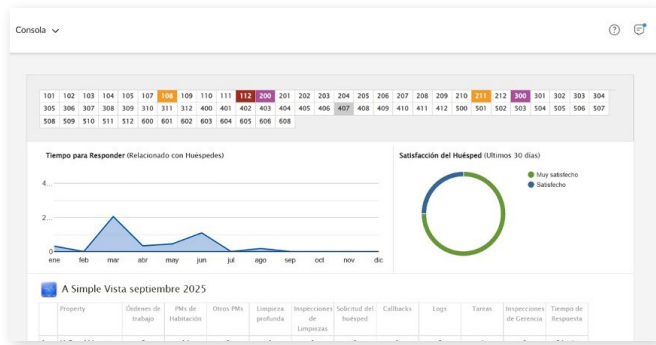 Consola
101 102 103 104 105 107 108 109 110 111 112 200 201 202 203 204 205 206 207 208 209 210 211 212 300 301 302 303 304
305 306 307 308 309 310 311 312 400 401 402 403 404 405 406 407 408 409 410 411 412 500 501 502 503 504 505 506 507
508 509 510 511 512 600 601 602 603 604 605 606 608
Tiempo para Responder (Relacionado con Huéspedes)
Satisfacción del Huésped (Ultimos 30 días)
Muy satisfecho
Satisfecho
4...
2...
0
ene feb mar abr may jun jul ago sep oct nov dic
A Simple Vista septiembre 2025
Property Órdenes de PMs de Otros PMs Limpieza Inspecciones Solicitud del Callbacks Logs Tareas Inspecciones Tiempo de
trabajo Habitación profunda de huésped de Gerencia Respuesta
Limpiezas